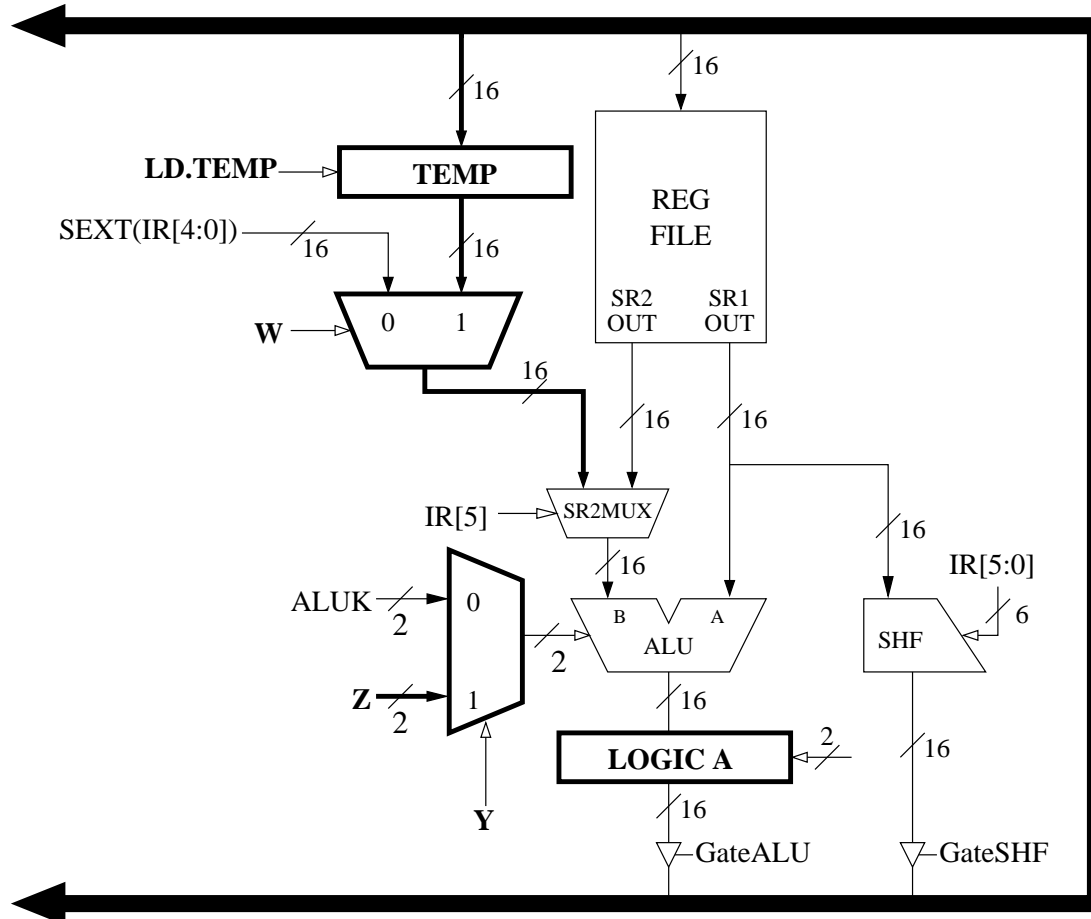 16
16
LD.TEMP
TEMP
REG
FILE
SEXT(IR[4:0])
16
16
SR2
OUT
SR1
OUT
W
0
1
16
16
16
IR[5]
SR2MUX
16
16
IR[5:0]
ALUK
2
0
2
B
A
ALU
SHF
6
Z
2
1
16
LOGIC A
2
16
Y
16
GateALU
GateSHF